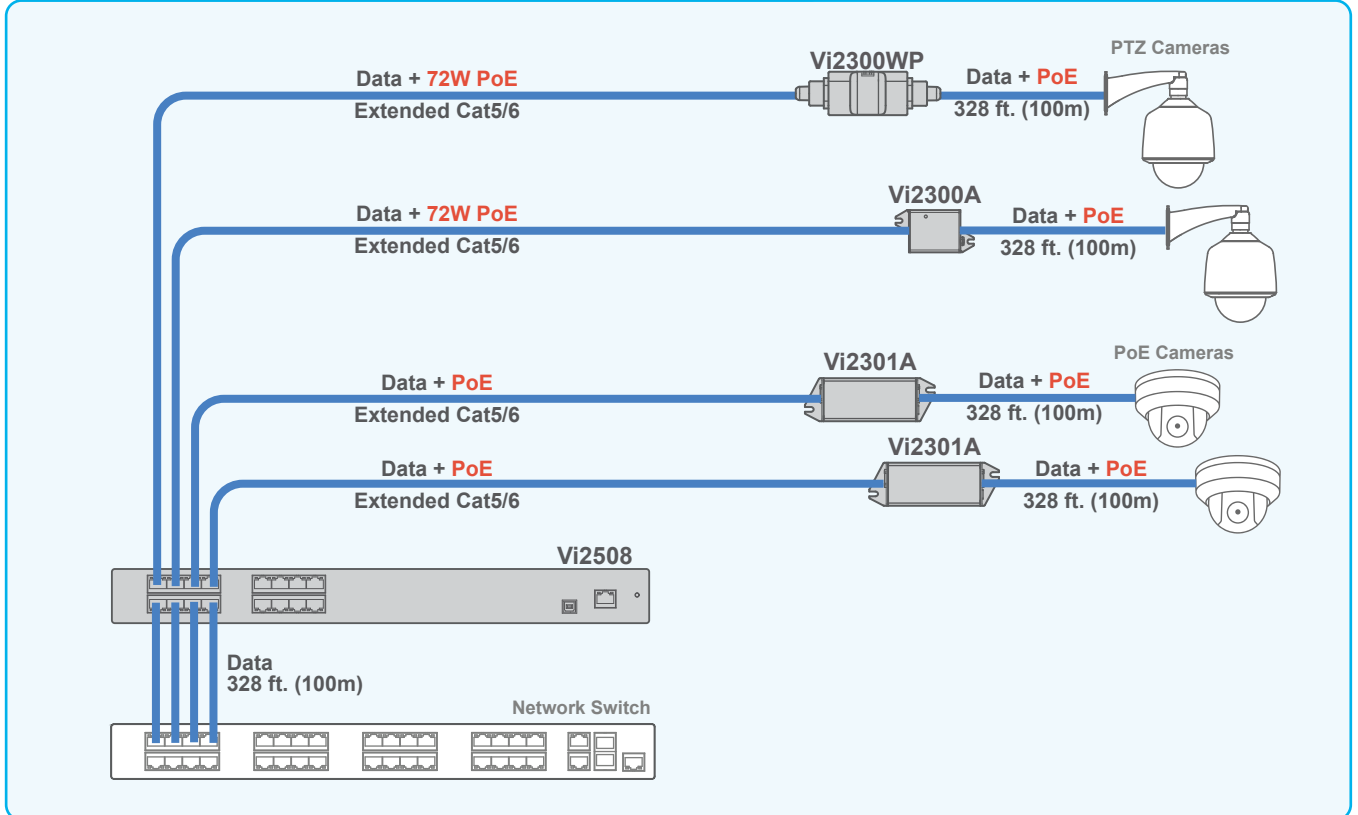 PTZ Cameras
Vi2300WP
Data + 72W PoE
Extended Cat5/6
Data + PoE
328 ft. (100m)
Vi2300A
Data + 72W PoE
Extended Cat5/6
Data + PoE
328 ft. (100m)
PoE Cameras
Vi2301A
Data + PoE
Extended Cat5/6
Data + PoE
328 ft. (100m)
Vi2301A
Data + PoE
Extended Cat5/6
Data + PoE
328 ft. (100m)
Vi2508
Data
328 ft. (100m)
Network Switch